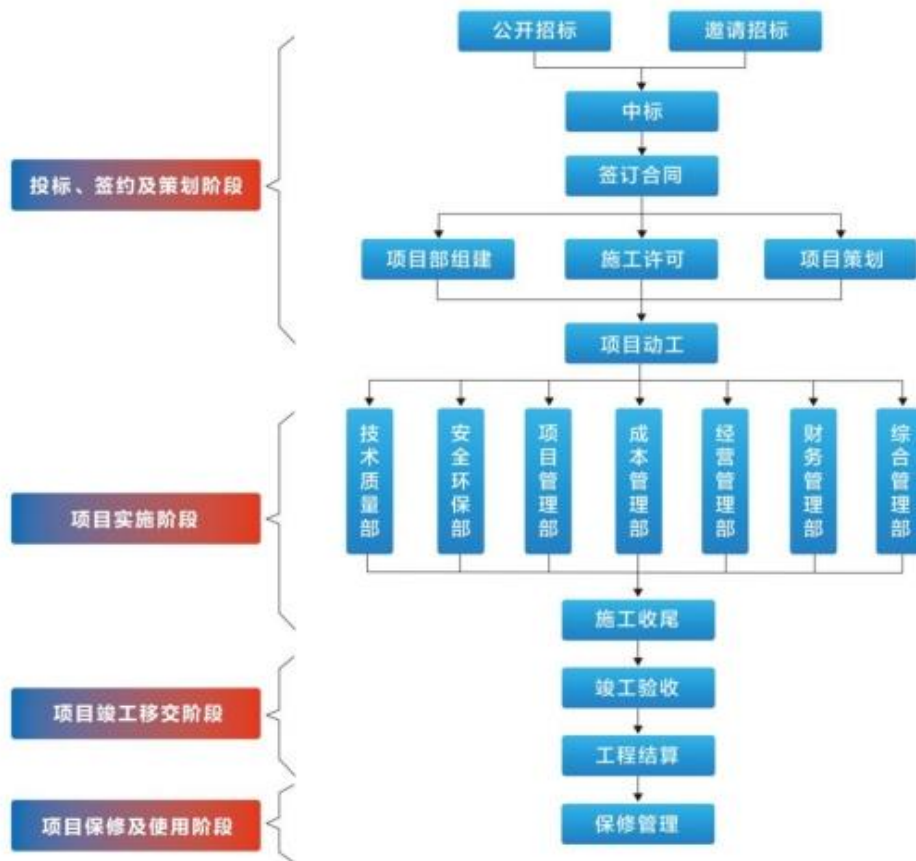 公开招标
邀请招标
中标
投标、签约及策划阶段
签订合同
项目部组建
施工许可
项目策划
项目动工
技术质量部
安全环保部
项目管理部
成本管理部
经营管理部
财务管理部
综合管理部
项目实施阶段
施工收尾
竣工验收
项目竣工移交阶段
工程结算
项目保修及使用阶段
保修管理